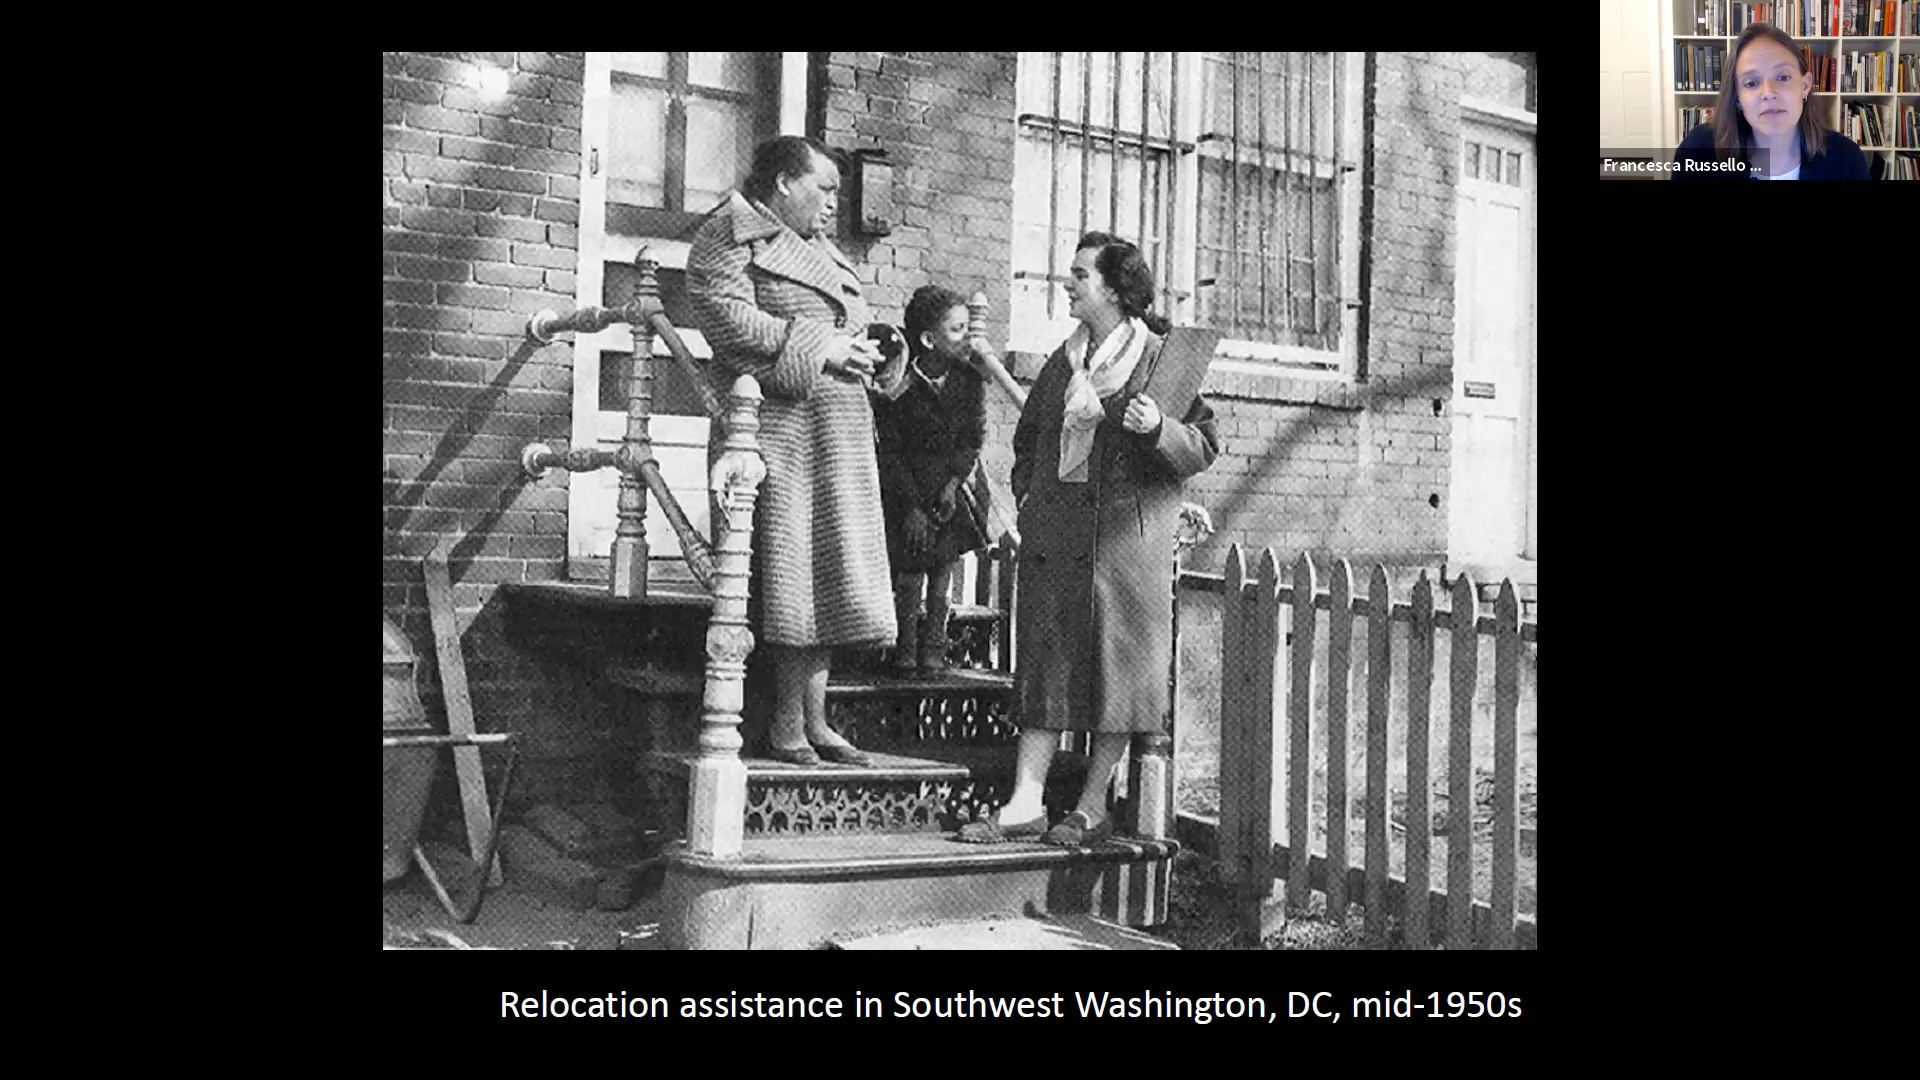 Francesca Russello ...
Relocation assistance in Southwest Washington, DC, mid-1950s